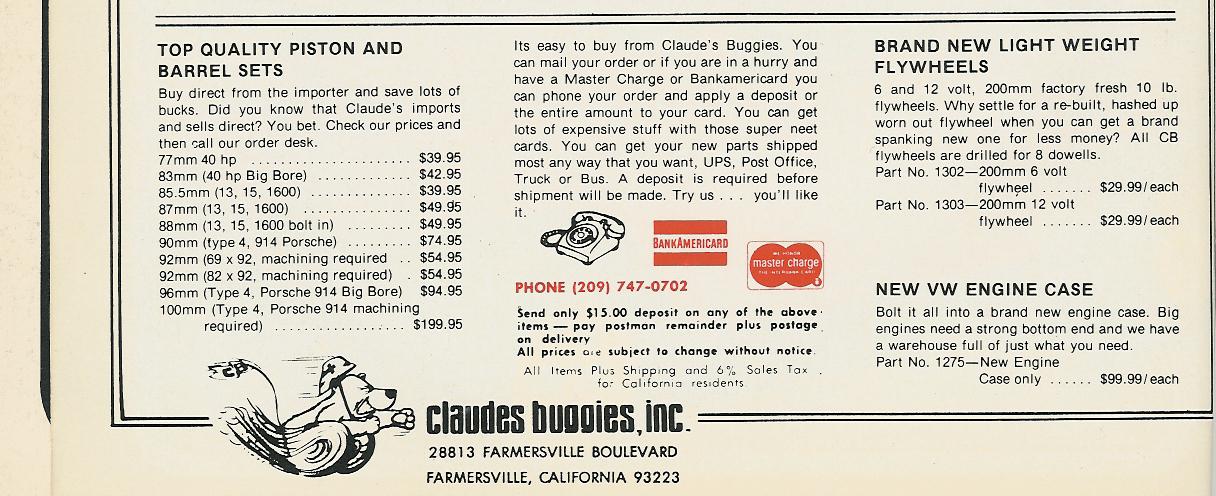 TOP QUALITY PISTON AND
BARREL SETS
Buy direct from the importer and save lots of
bucks. Did you know that Claude's imports
and sells direct? You bet. Check our prices and
then call our order desk.
77mm 40 hp ....................... $39.95
83mm (40 hp Big Bore) ............... $42.95
85.5mm (13, 15, 1600) ............... $39.95
87mm (13, 15, 1600) ................ $49.95
88mm (13, 15, 1600 bolt in) ........... $49.95
90mm (type 4, 914 Porsche) ......... $74.95
92mm (69 x 92, machining required .. $54.95
92mm (82 x 92, machining required) . $54.95
96mm (Type 4, Porsche 914 Big Bore) $94.95
100mm (Type 4, Porsche 914 machining
required) ................... $199.95
Its easy to buy from Claude's Buggies. You
can mail your order or if you are in a hurry and
have a Master Charge or Bankamericard you
can phone your order and apply a deposit or
the entire amount to your card. You can get
lots of expensive stuff with those super neet
cards. You can get your new parts shipped
most any way that you want, UPS, Post Office,
Truck or Bus. A deposit is required before
shipment will be made. Try us . . . you'll like
it.
BANKAMERICARD
WE HONOR
master charge
THE INTERBANK CARD
PHONE (209) 747-0702
Send only $15.00 deposit on any of the above
items — pay postman remainder plus postage
on delivery
All prices are subject to change without notice.
All Items Plus Shipping and 6% Sales Tax
for California residents
BRAND NEW LIGHT WEIGHT
FLYWHEELS
6 and 12 volt, 200mm factory fresh 10 lb.
flywheels. Why settle for a re-built, hashed up
worn out flywheel when you can get a brand
spanking new one for less money? All CB
flywheels are drilled for 8 dowells.
Part No. 1302—200mm 6 volt
flywheel ....... $29.99/each
Part No. 1303—200mm 12 volt
flywheel ....... $29.99/each
NEW VW ENGINE CASE
Bolt it all into a brand new engine case. Big
engines need a strong bottom end and we have
a warehouse full of just what you need.
Part No. 1275—New Engine
Case only ...... $99.99/each
CB
claudes buggies, inc.
28813 FARMERSVILLE BOULEVARD
FARMERSVILLE, CALIFORNIA 93223